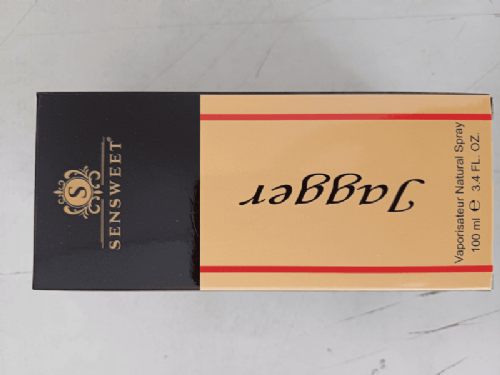 S
SENSWEET
Jagger
Vaporisateur Natural Spray
100 ml ℮ 3.4 FL. OZ.